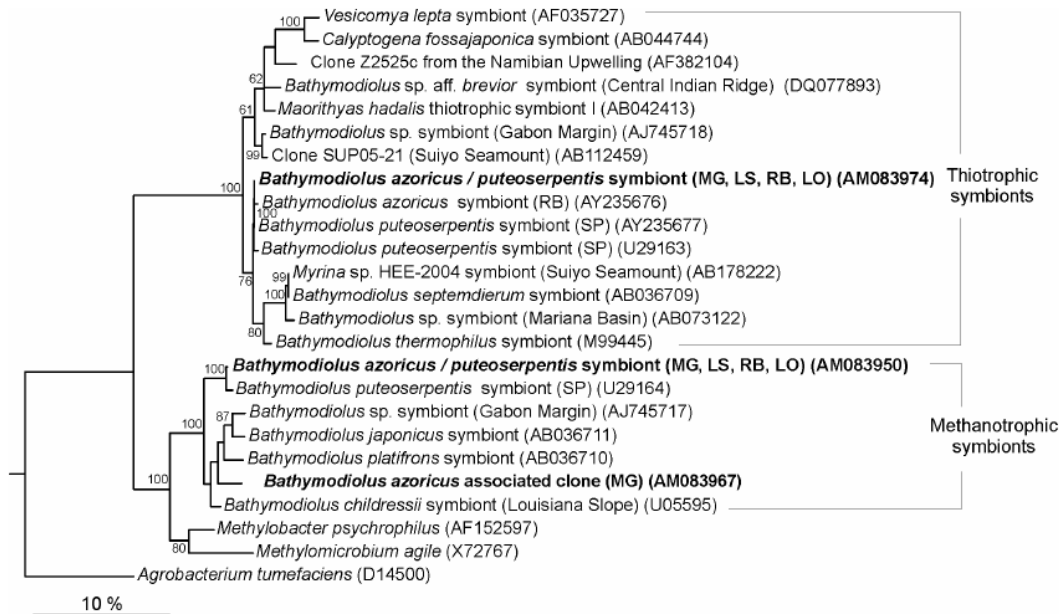 Vesicomya lepta symbiont (AF035727)
100
Calyptogena fossajaponica symbiont (AB044744)
Clone Z2525c from the Namibian Upwelling (AF382104)
62
Bathymodiolus sp. aff. brevior symbiont (Central Indian Ridge) (DQ077893)
Maorithyas hadalis thiotrophic symbiont I (AB042413)
61
Bathymodiolus sp. symbiont (Gabon Margin) (AJ745718)
99
Clone SUP05-21 (Suiyo Seamount) (AB112459)
100
Bathymodiolus azoricus / puteoserpentis symbiont (MG, LS, RB, LO) (AM083974)
Thiotrophic
symbionts
Bathymodiolus azoricus symbiont (RB) (AY235676)
100
Bathymodiolus puteoserpentis symbiont (SP) (AY235677)
Bathymodiolus puteoserpentis symbiont (SP) (U29163)
76
99
Myrina sp. HEE-2004 symbiont (Suiyo Seamount) (AB178222)
100
Bathymodiolus septemdierum symbiont (AB036709)
Bathymodiolus sp. symbiont (Mariana Basin) (AB073122)
80
Bathymodiolus thermophilus symbiont (M99445)
Bathymodiolus azoricus / puteoserpentis symbiont (MG, LS, RB, LO) (AM083950)
100
Bathymodiolus puteoserpentis symbiont (SP) (U29164)
87
Bathymodiolus sp. symbiont (Gabon Margin) (AJ745717)
Methanotrophic
symbionts
100
Bathymodiolus japonicus symbiont (AB036711)
Bathymodiolus platifrons symbiont (AB036710)
100
Bathymodiolus azoricus associated clone (MG) (AM083967)
Bathymodiolus childressii symbiont (Louisiana Slope) (U05595)
Methylobacter psychrophilus (AF152597)
80
Methylomicrobium agile (X72767)
Agrobacterium tumefaciens (D14500)
10 %